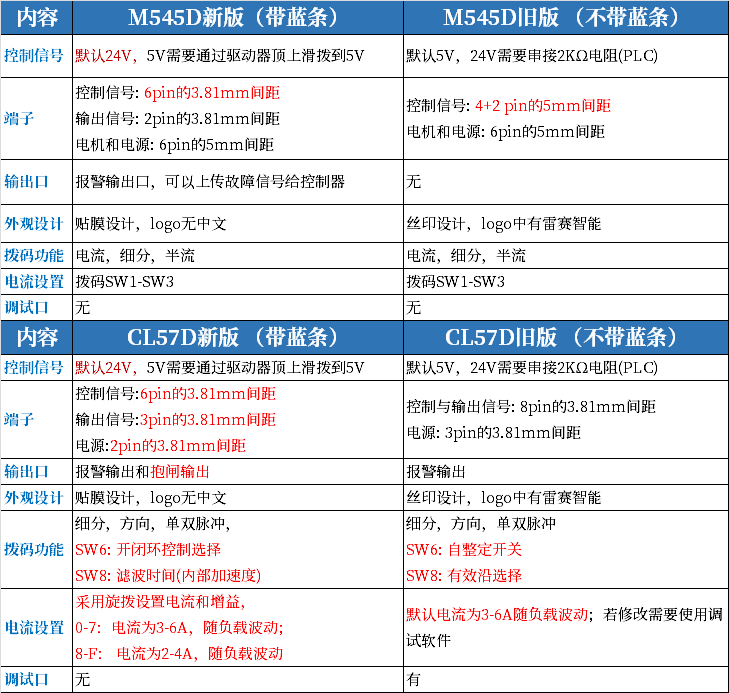 内容 M545D新版（带蓝条） M545D旧版 （不带蓝条）
控制信号 默认24V，5V需要通过驱动器顶上滑拨到5V 默认5V，24V需要串接2KΩ电阻(PLC)
端子
控制信号: 6pin的3.81mm间距
输出信号: 2pin的3.81mm间距
电机和电源: 6pin的5mm间距
控制信号: 4+2 pin的5mm间距
电机和电源: 6pin的5mm间距
输出口 报警输出口，可以上传故障信号给控制器 无
外观设计 贴膜设计，logo无中文 丝印设计，logo中有雷赛智能
拨码功能 电流，细分，半流 电流，细分，半流
电流设置 拨码SW1-SW3 拨码SW1-SW3
调试口 无 无
内容 CL57D新版（带蓝条） CL57D旧版 （不带蓝条）
控制信号 默认24V，5V需要通过驱动器顶上滑拨到5V 默认5V，24V需要串接2KΩ电阻(PLC)
端子
控制信号:6pin的3.81mm间距
输出信号:3pin的3.81mm间距
电源:2pin的3.81mm间距
控制与输出信号: 8pin的3.81mm间距
电源: 3pin的3.81mm间距
输出口 报警输出和抱闸输出 报警输出
外观设计 贴膜设计，logo无中文 丝印设计，logo中有雷赛智能
拨码功能
细分，方向，单双脉冲，
SW6: 开闭环控制选择
SW8: 滤波时间(内部加速度)
细分，方向，单双脉冲
SW6: 自整定开关
SW8: 有效沿选择
电流设置
采用旋拨设置电流和增益，
0-7: 电流为3-6A，随负载波动；
8-F: 电流为2-4A，随负载波动
默认电流为3-6A随负载波动；若修改需要使用调
试软件
调试口 无 有